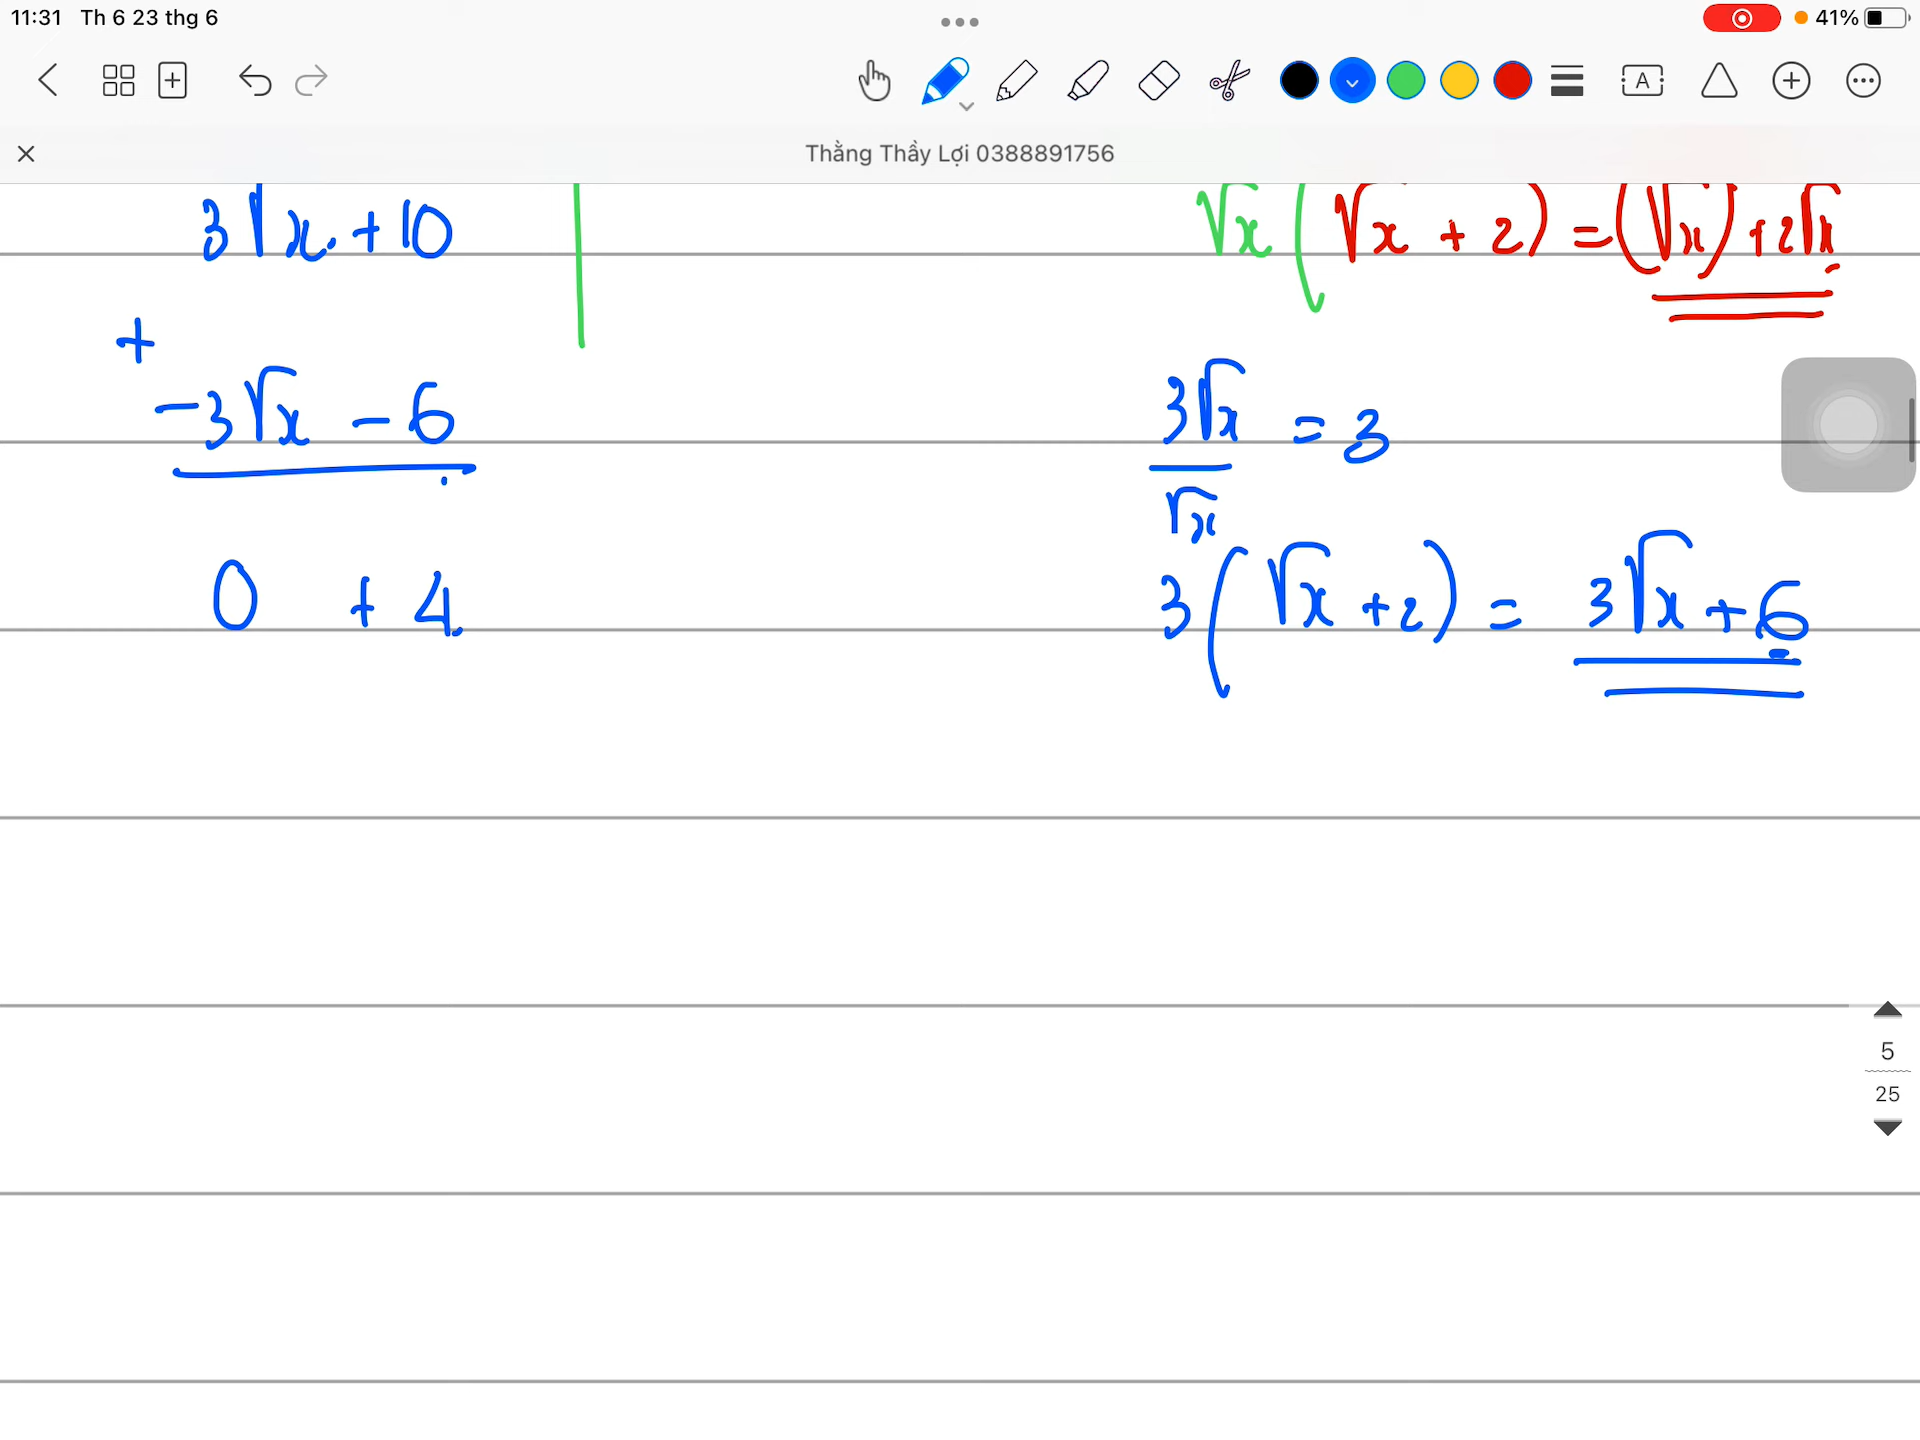 11:31 Th 6 23 thg 6
41%
A
Thằng Thầy Lợi 0388891756
3√x + 10
√x ( √x + 2) = (√x) + 2√x
+
-3√x - 6
3√x / √x = 3
0 + 4
3 ( √x + 2) = 3√x + 6
5
25